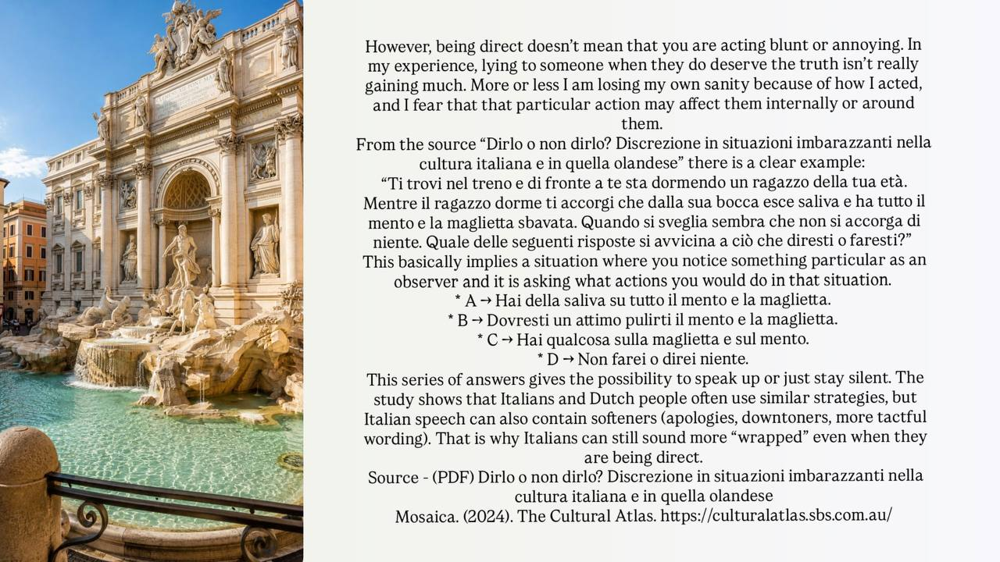 However, being direct doesn’t mean that you are acting blunt or annoying. In
my experience, lying to someone when they do deserve the truth isn’t really
gaining much. More or less I am losing my own sanity because of how I acted,
and I fear that that particular action may affect them internally or around
them.
From the source “Dirlo o non dirlo? Discrezione in situazioni imbarazzanti nella
cultura italiana e in quella olandese” there is a clear example:
“Ti trovi nel treno e di fronte a te sta dormendo un ragazzo della tua età.
Mentre il ragazzo dorme ti accorgi che dalla sua bocca esce saliva e ha tutto il
mento e la maglietta sbavata. Quando si sveglia sembra che non si accorga di
niente. Quale delle seguenti risposte si avvicina a ciò che diresti o faresti?”
This basically implies a situation where you notice something particular as an
observer and it is asking what actions you would do in that situation.
* A → Hai della saliva su tutto il mento e la maglietta.
* B → Dovresti un attimo pulirti il mento e la maglietta.
* C → Hai qualcosa sulla maglietta e sul mento.
* D → Non farei o direi niente.
This series of answers gives the possibility to speak up or just stay silent. The
study shows that Italians and Dutch people often use similar strategies, but
Italian speech can also contain softeners (apologies, downtoners, more tactful
wording). That is why Italians can still sound more “wrapped” even when they
are being direct.
Source - (PDF) Dirlo o non dirlo? Discrezione in situazioni imbarazzanti nella
cultura italiana e in quella olandese
Mosaica. (2024). The Cultural Atlas. https://culturalatlas.sbs.com.au/